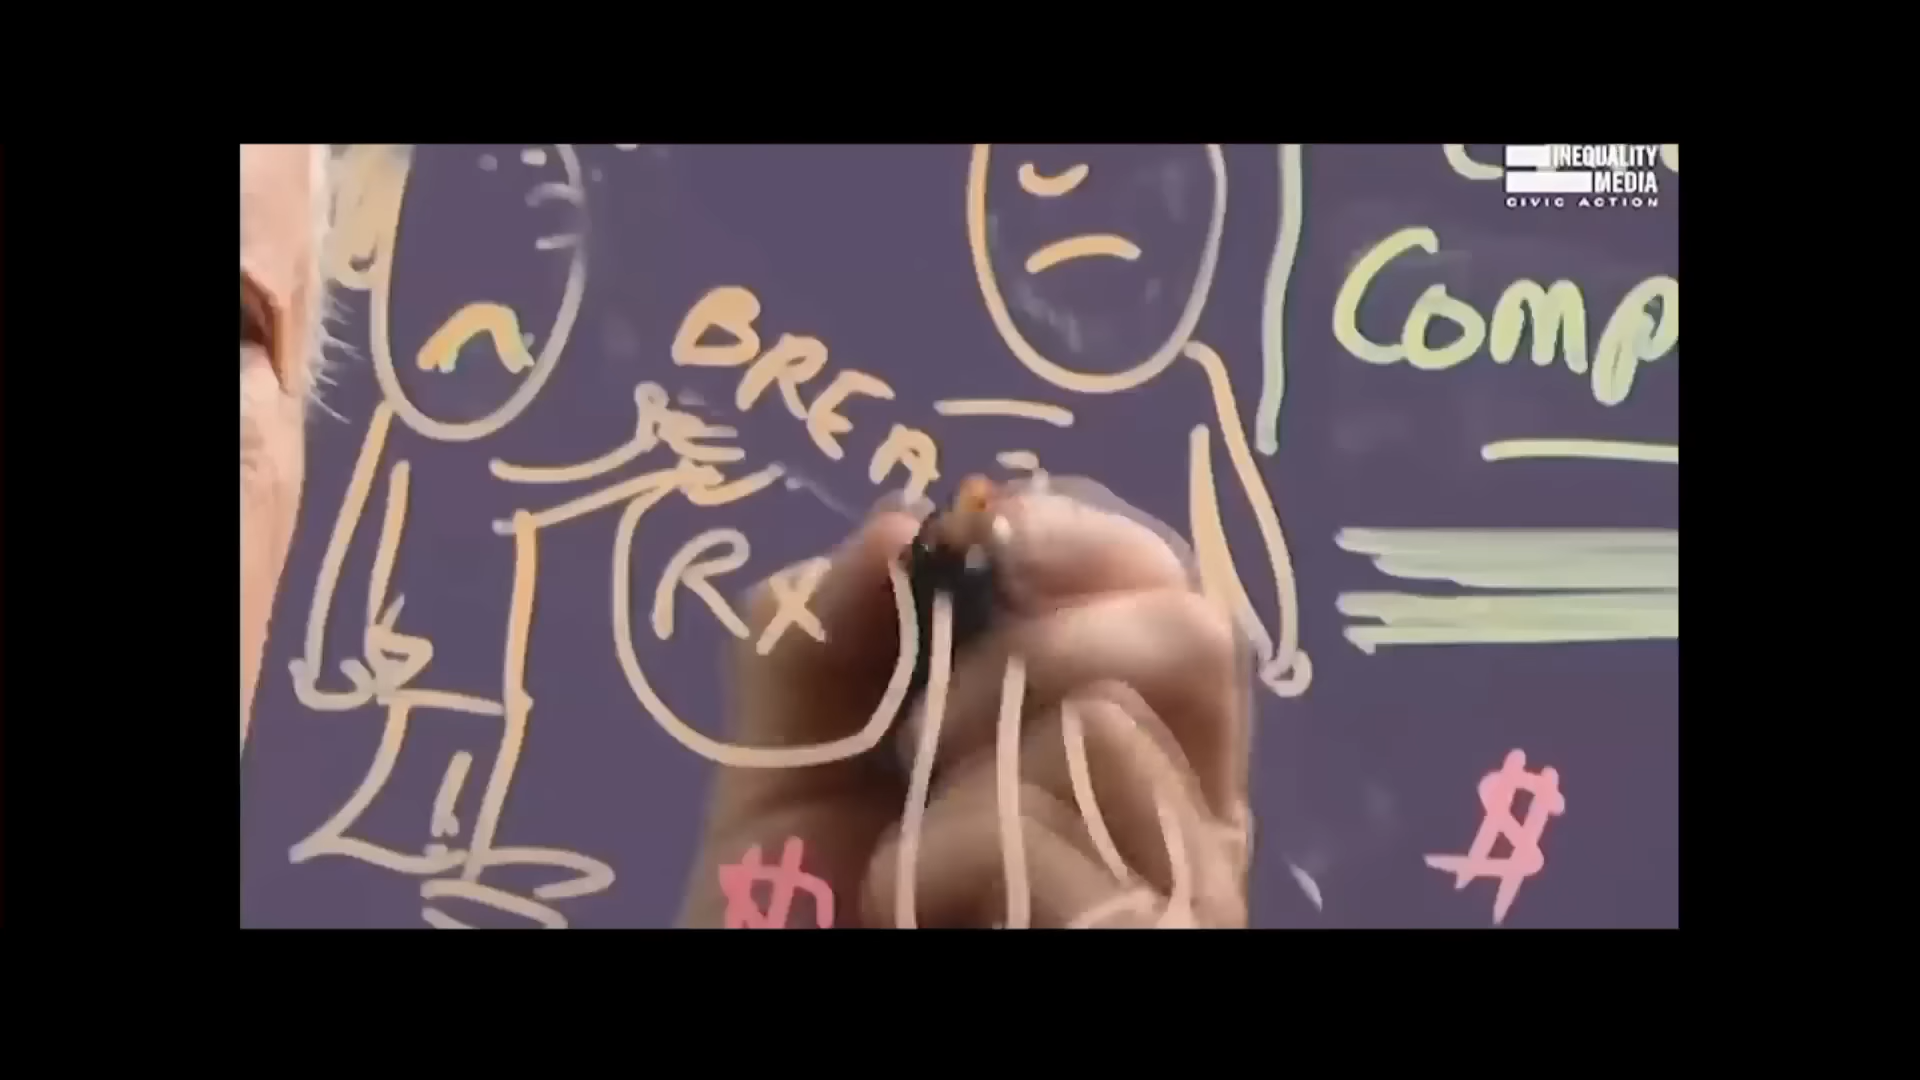 INEQUALITY
MEDIA
CIVIC ACTION
Comp
BREA
Rx
$
$